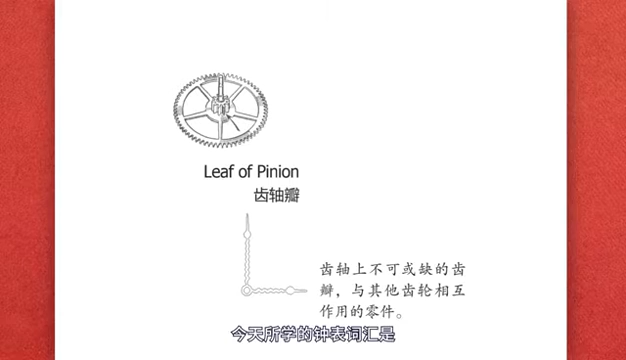 Leaf of Pinion
齿轴瓣
齿轴上不可或缺的齿
瓣，与其他齿轮相互
作用的零件。
今天所学的钟表词汇是